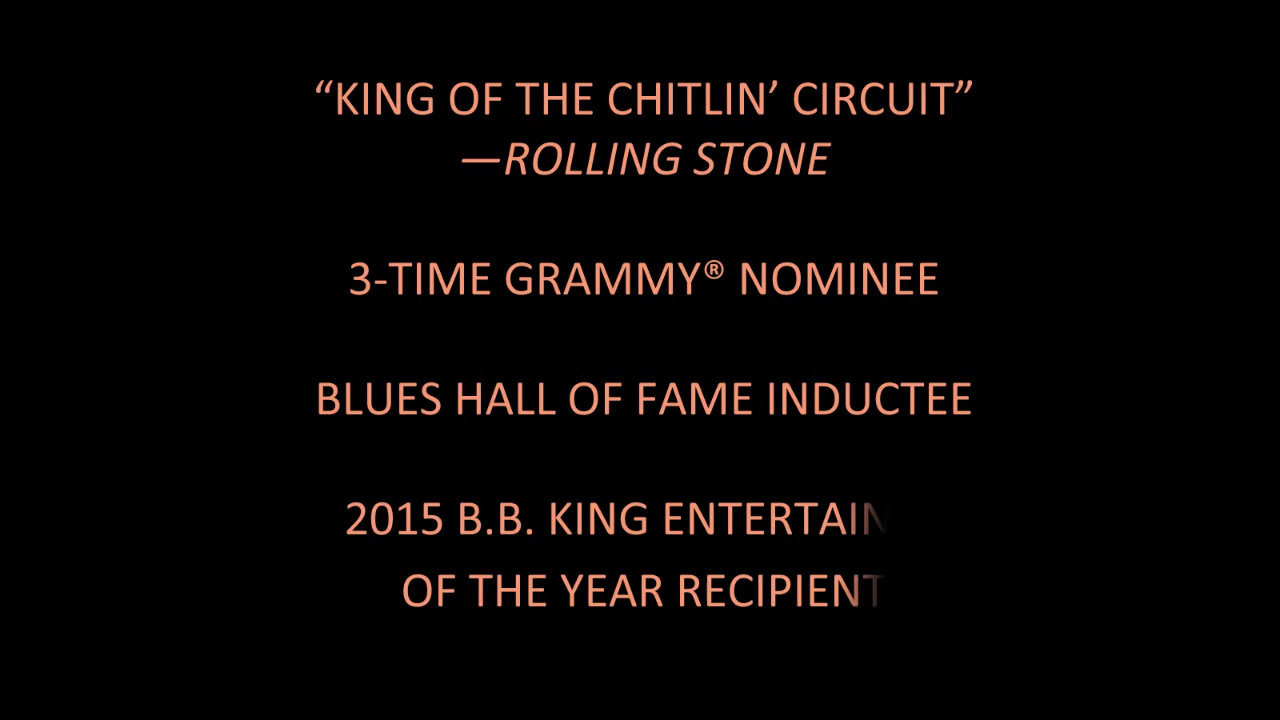 “KING OF THE CHITLIN’ CIRCUIT”
—ROLLING STONE
3-TIME GRAMMY® NOMINEE
BLUES HALL OF FAME INDUCTEE
2015 B.B. KING ENTERTAIN
OF THE YEAR RECIPIENT